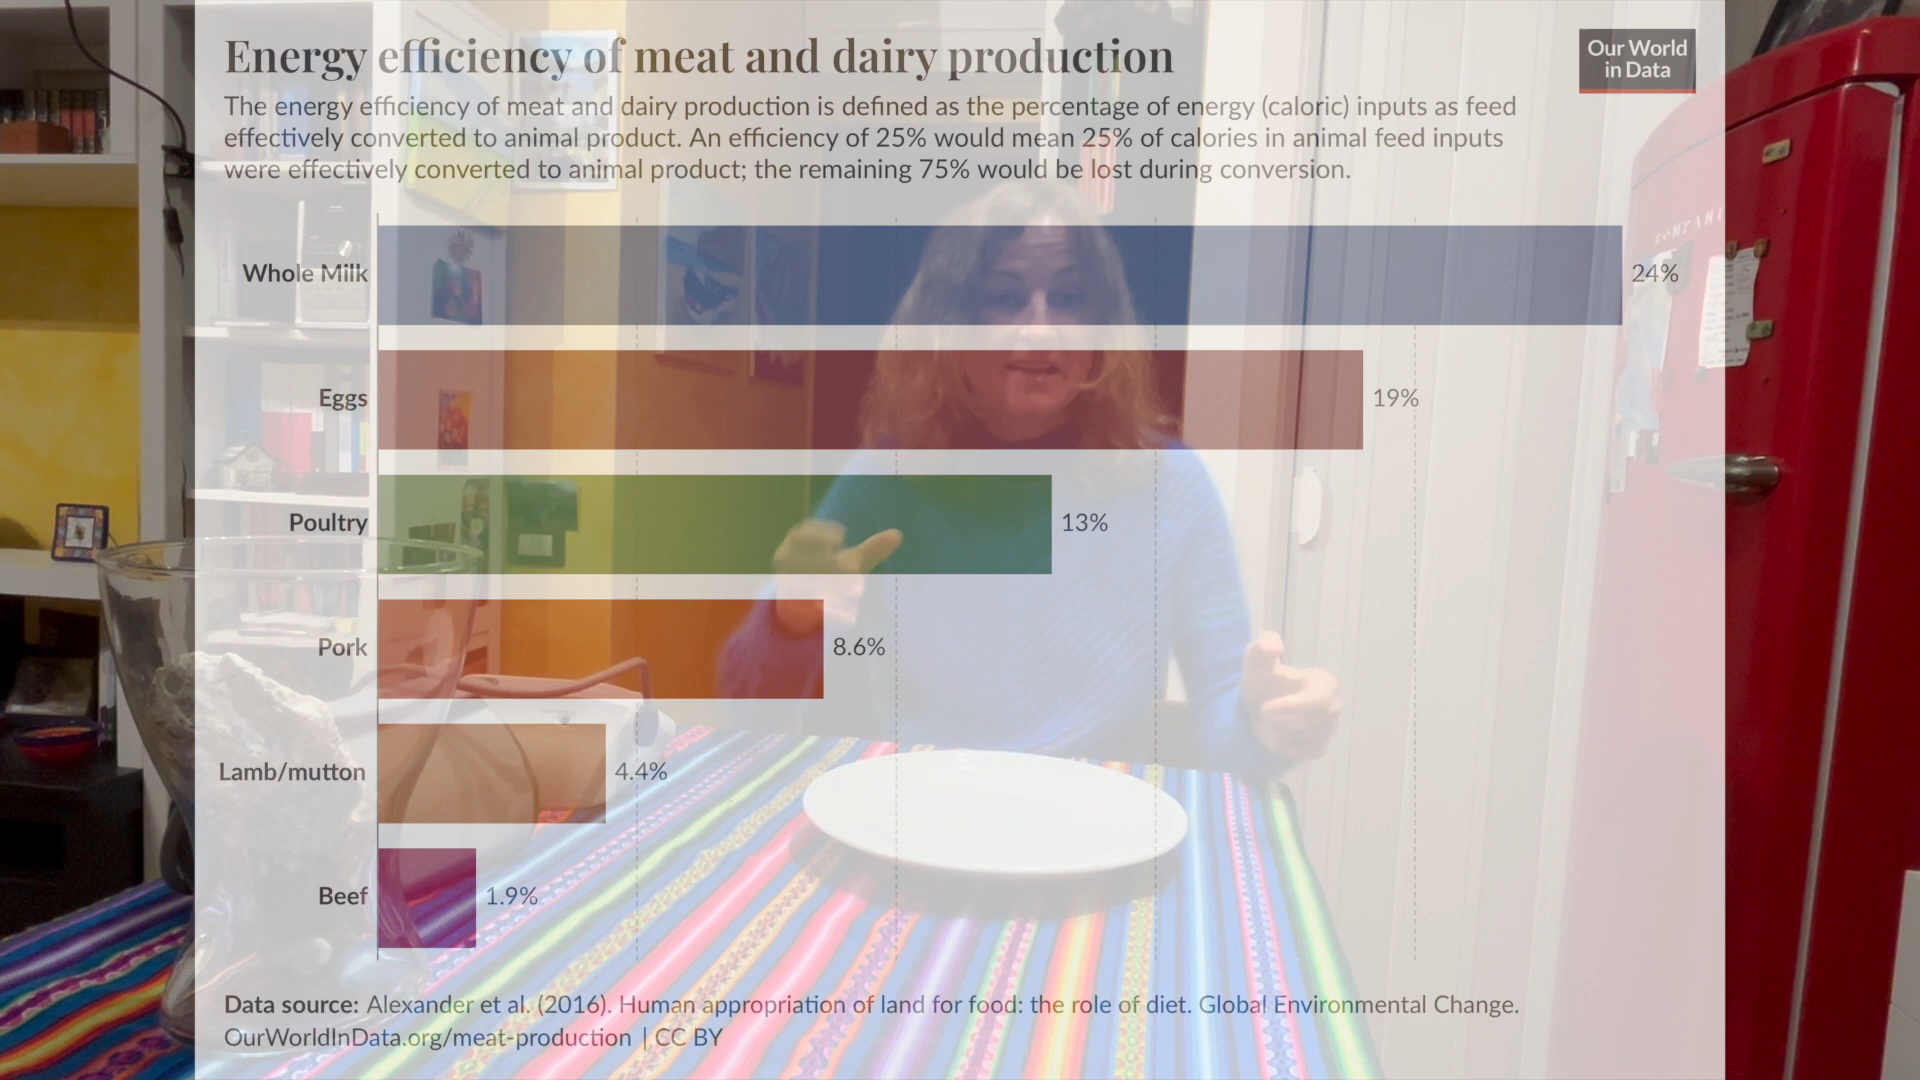 Energy efficiency of meat and dairy production
Our World
in Data
The energy efficiency of meat and dairy production is defined as the percentage of energy (caloric) inputs as feed
effectively converted to animal product. An efficiency of 25% would mean 25% of calories in animal feed inputs
were effectively converted to animal product; the remaining 75% would be lost during conversion.
Whole Milk 24%
Eggs 19%
Poultry 13%
Pork 8.6%
Lamb/mutton 4.4%
Beef 1.9%
Data source: Alexander et al. (2016). Human appropriation of land for food: the role of diet. Global Environmental Change.
OurWorldInData.org/meat-production | CC BY